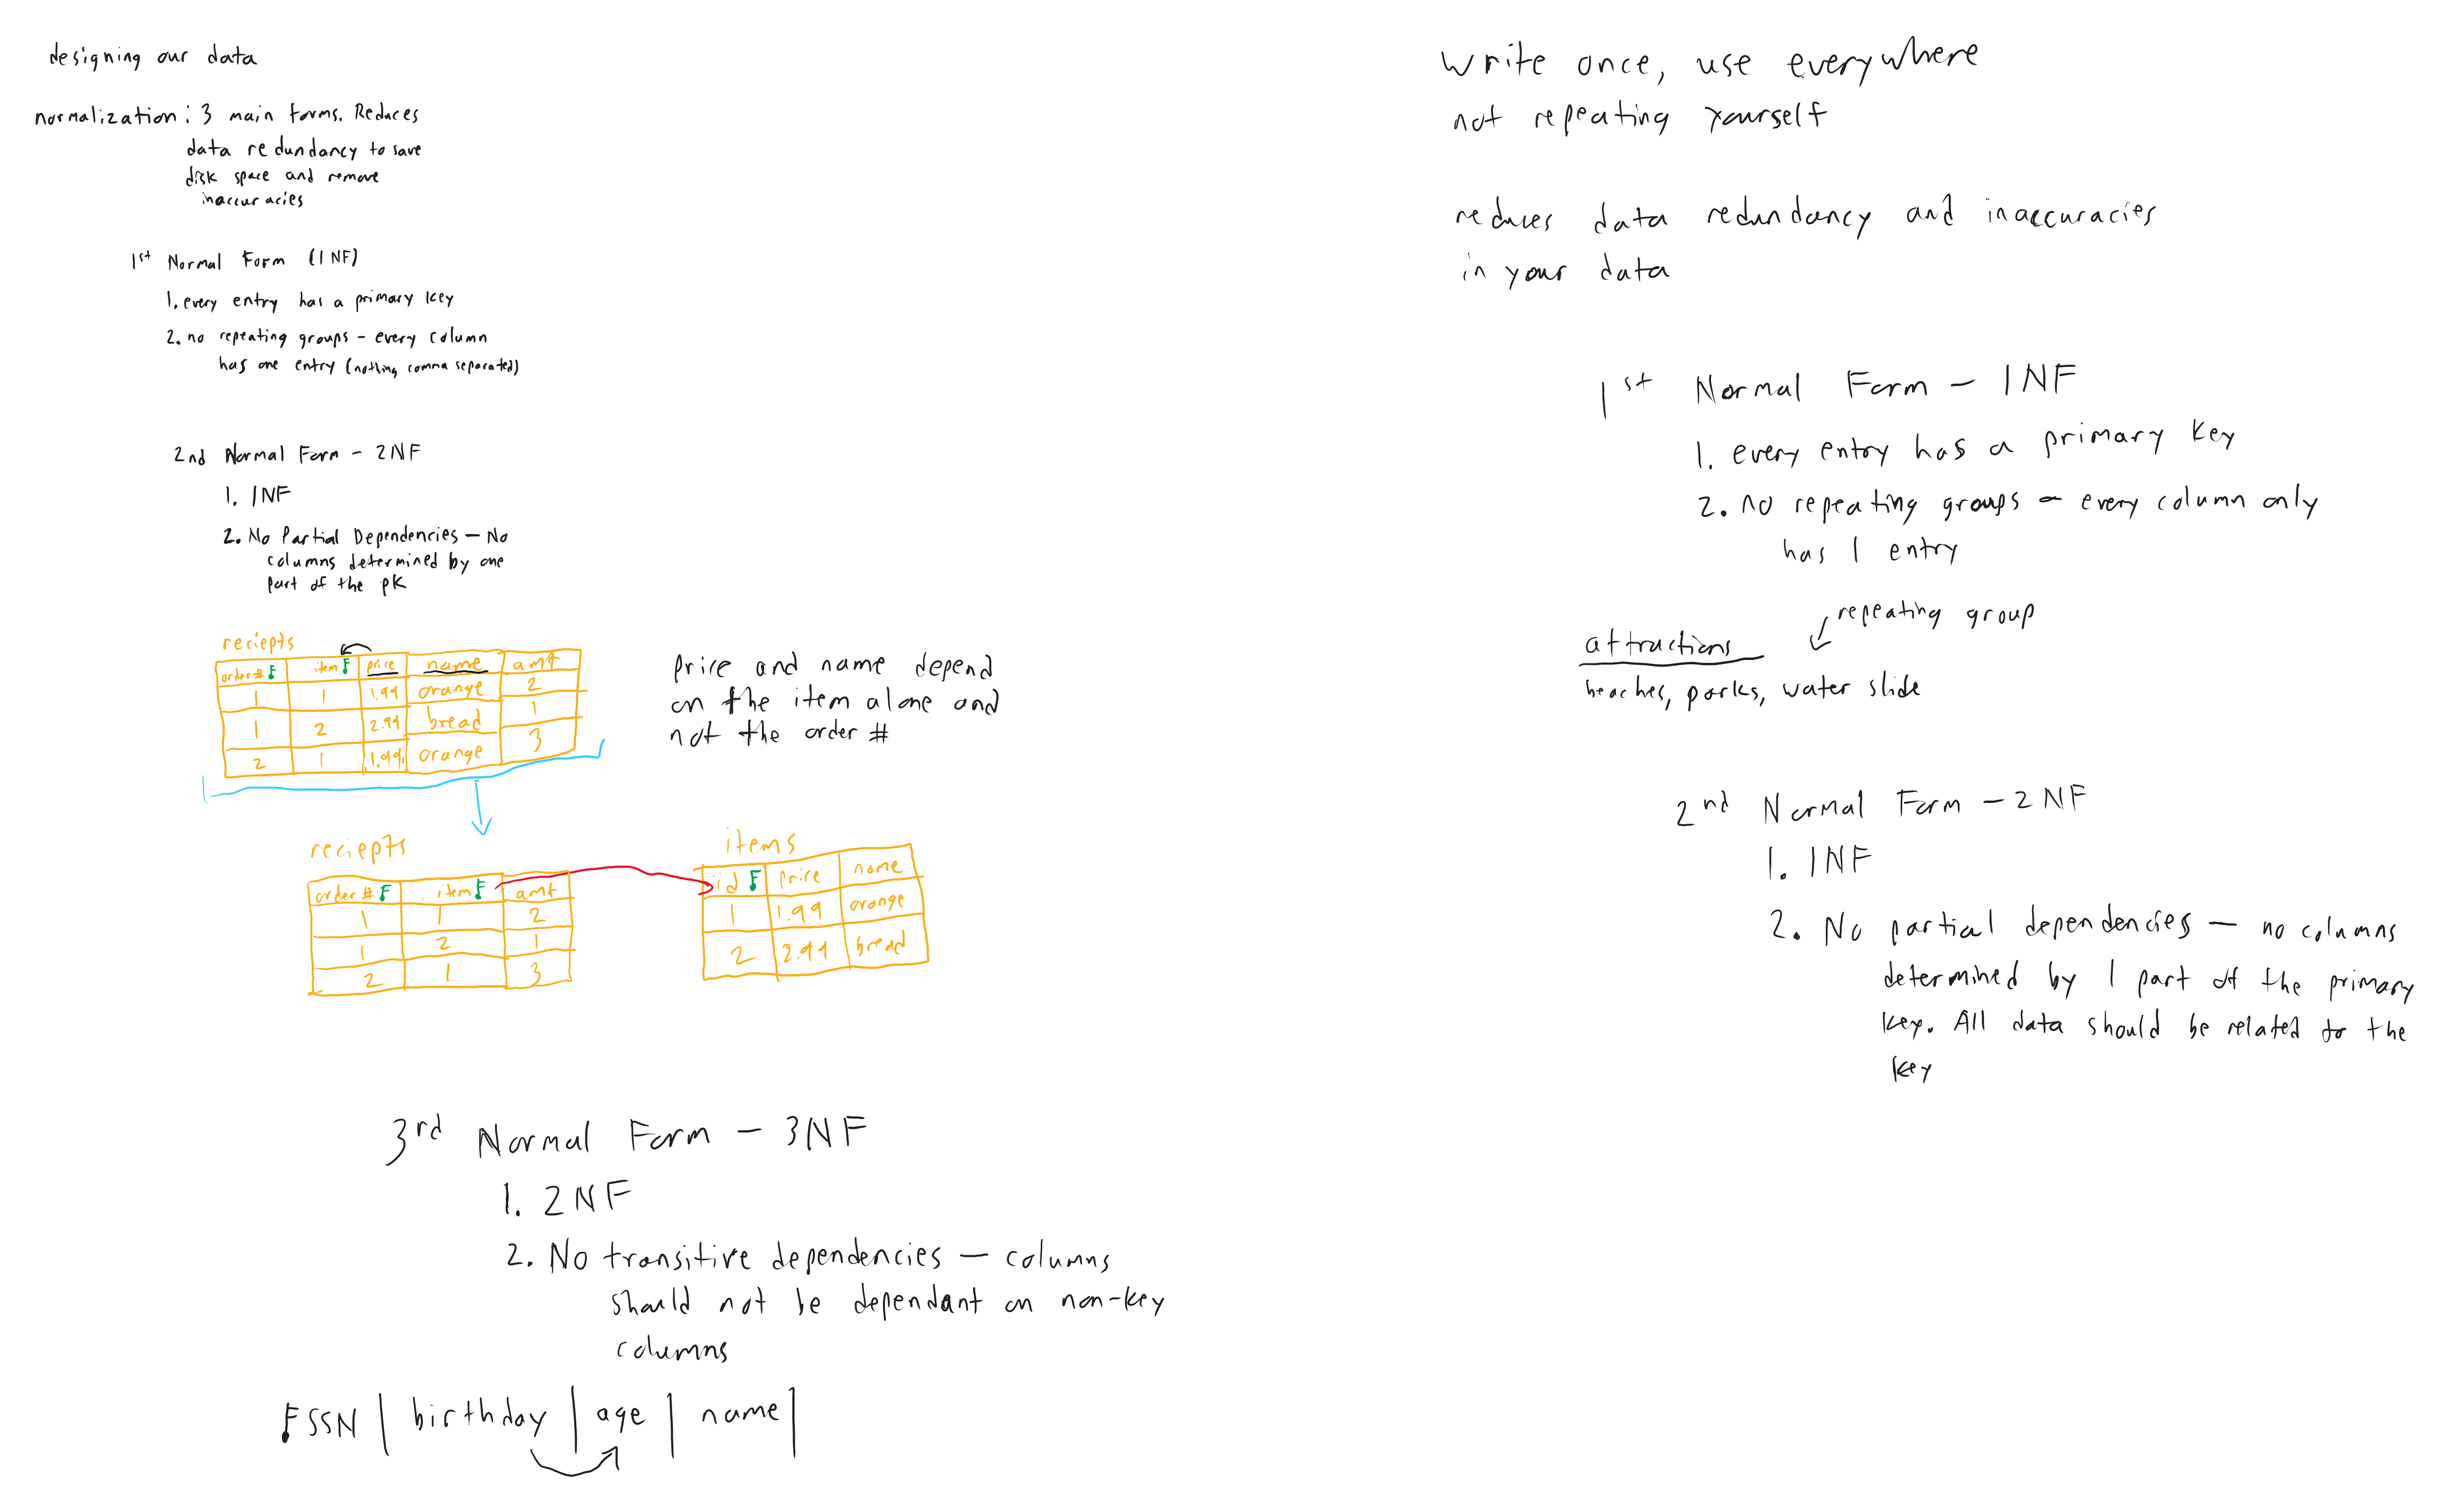 designing our data
normalization: 3 main forms. Reduces
data redundancy to save
disk space and remove
inaccuracies
1st Normal Form (1NF)
1. every entry has a primary key
2. no repeating groups - every column
has one entry (nothing comma separated)
2nd Normal Form - 2NF
1. 1NF
2. No Partial Dependencies - No
columns determined by one
part of the pk
reciepts
order # item price name amt
1 1 1.99 orange 2
1 2 2.99 bread 1
2 1 1.99 orange 3
price and name depend
on the item alone and
not the order #
reciepts
order # item amt
1 1 2
1 2 1
2 1 3
items
id price name
1 1.99 orange
2 2.99 bread
3rd Normal Form - 3NF
1. 2NF
2. No transitive dependencies - columns
should not be dependant on non-key
columns
SSN | birthday | age | name |
write once, use everywhere
not repeating yourself
reduces data redundancy and inaccuracies
in your data
1st Normal Form - 1NF
1. every entry has a primary key
2. no repeating groups - every column only
has 1 entry
repeating group
attractions
beaches, parks, water slide
2nd Normal Form - 2NF
1. 1NF
2. No partial dependencies - no columns
determined by 1 part of the primary
key. All data should be related to the
key